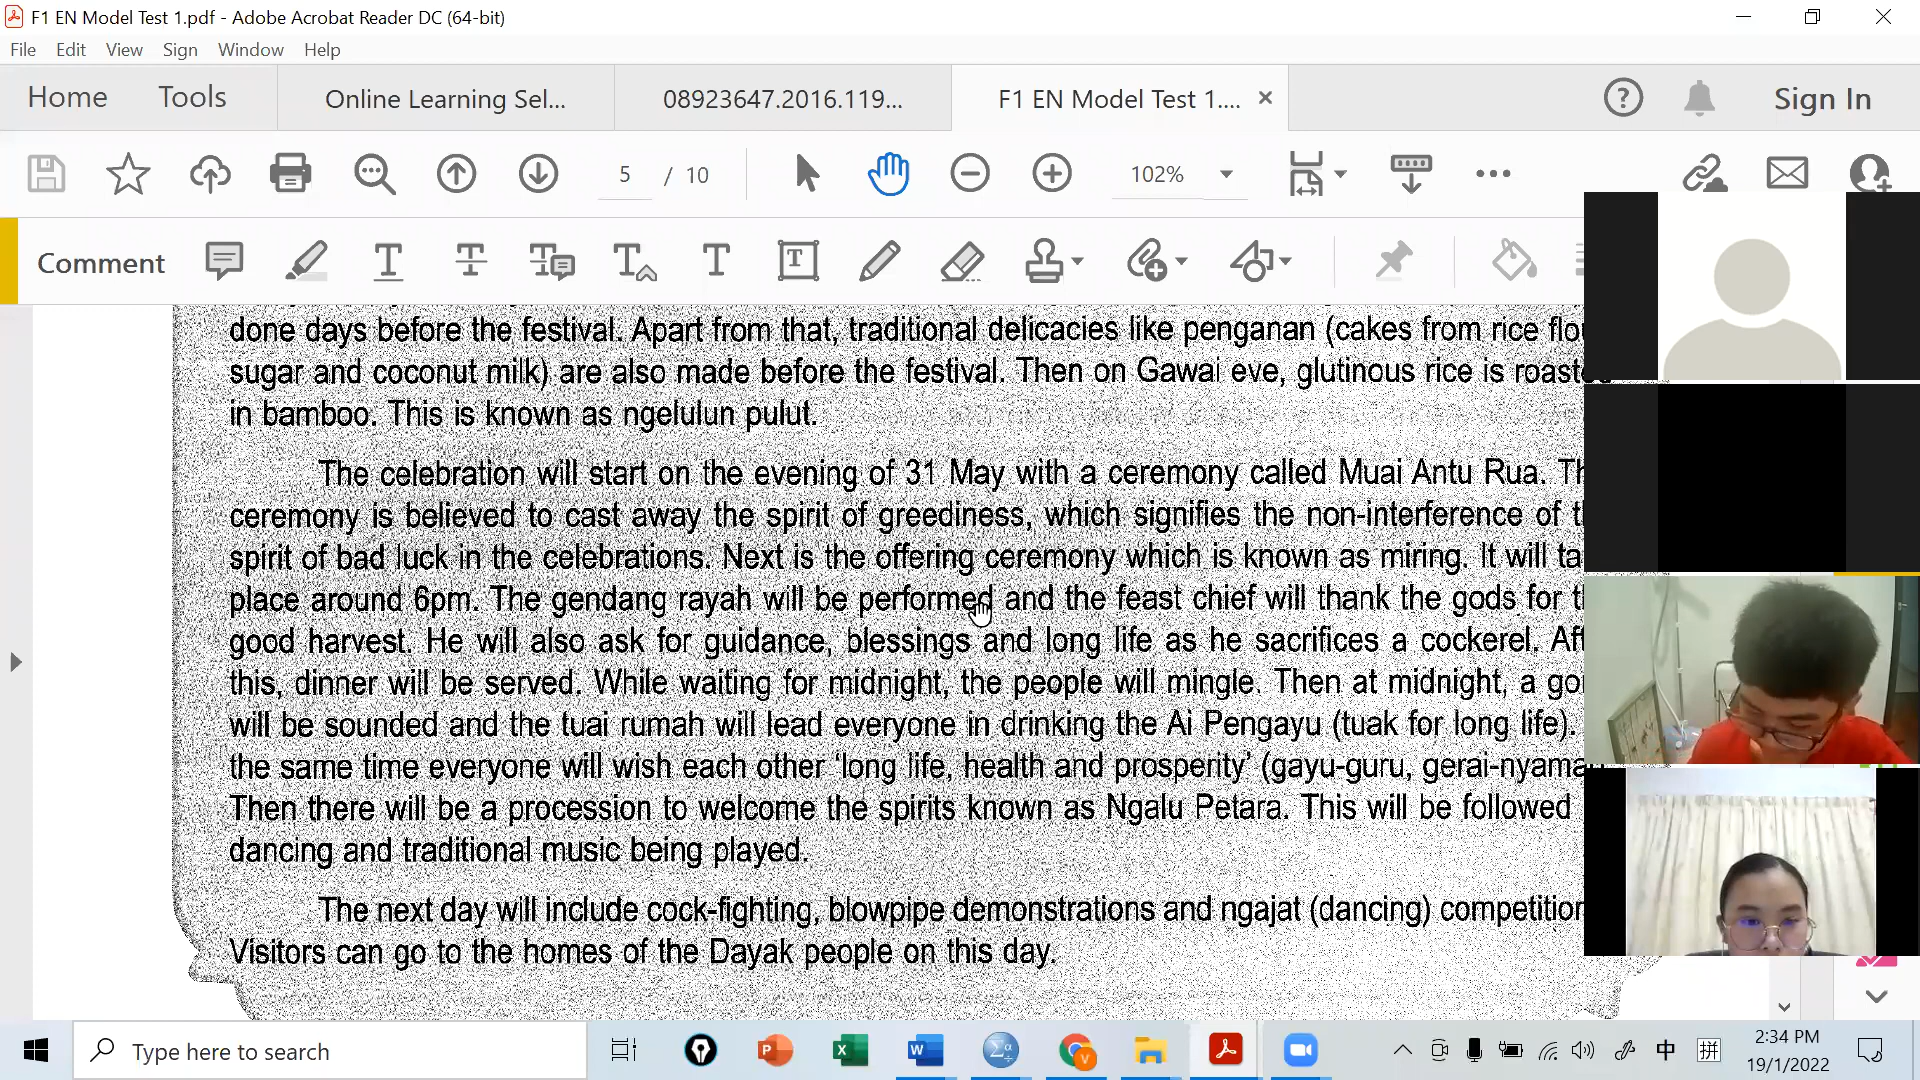 F1 EN Model Test 1.pdf - Adobe Acrobat Reader DC (64-bit)
File Edit View Sign Window Help
Home Tools Online Learning Sel... 08923647.2016.119... F1 EN Model Test 1.... Sign In
5 / 10 102%
Comment
done days before the festival. Apart from that, traditional delicacies like penganan (cakes from rice
sugar and coconut milk) are also made before the festival. Then on Gawai eve, glutinous rice is
in bamboo. This is known as ngelulun pulut.
The celebration will start on the evening of 31 May with a ceremony called Muai Antu Rua.
ceremony is believed to cast away the spirit of greediness, which signifies the non-interference of
spirit of bad luck in the celebrations. Next is the offering ceremony which is known as miring. It will
place around 6pm. The gendang rayah will be performed and the feast chief will thank the gods for
good harvest. He will also ask for guidance, blessings and long life as he sacrifices a cockerel.
this, dinner will be served. While waiting for midnight, the people will mingle. Then at midnight, a
will be sounded and the tuai rumah will lead everyone in drinking the Ai Pengayu (tuak for long life).
the same time everyone will wish each other ‘long life, health and prosperity’ (gayu-guru,
Then there will be a procession to welcome the spirits known as Ngalu Petara. This will be followed
dancing and traditional music being played.
The next day will include cock-fighting, blowpipe demonstrations and ngajat (dancing)
Visitors can go to the homes of the Dayak people on this day.
Type here to search
中 拼
2:34 PM
19/1/2022